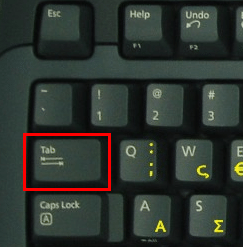 Esc Help Undo
F1 F2
~ ! @ #
` 1 2 3
Tab Q : W ς E €
Caps Lock A A Α S Σ